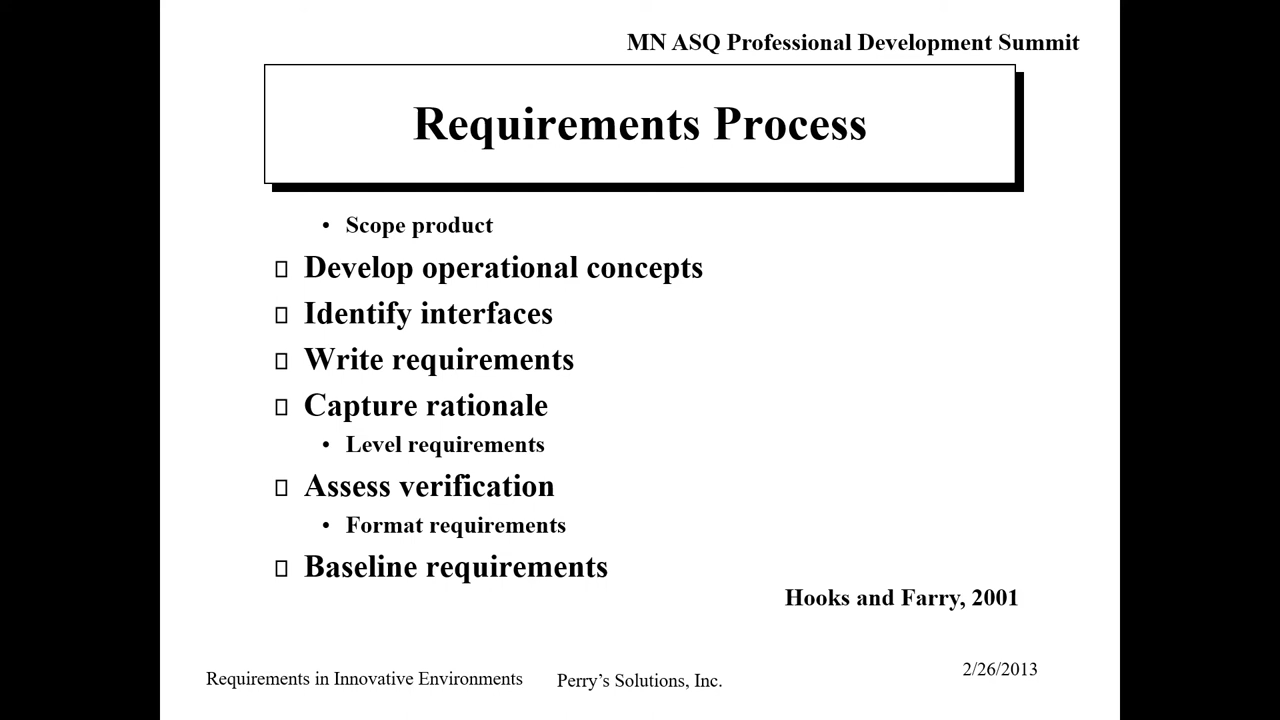 MN ASQ Professional Development Summit
Requirements Process
• Scope product
▯ Develop operational concepts
▯ Identify interfaces
▯ Write requirements
▯ Capture rationale
• Level requirements
▯ Assess verification
• Format requirements
▯ Baseline requirements
Hooks and Farry, 2001
Requirements in Innovative Environments
Perry’s Solutions, Inc.
2/26/2013